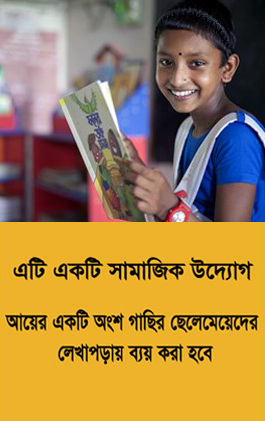 এটি একটি সামাজিক উদ্যোগ
আয়ের একটি অংশ গাছির ছেলেমেয়েদের
লেখাপড়ায় ব্যয় করা হবে